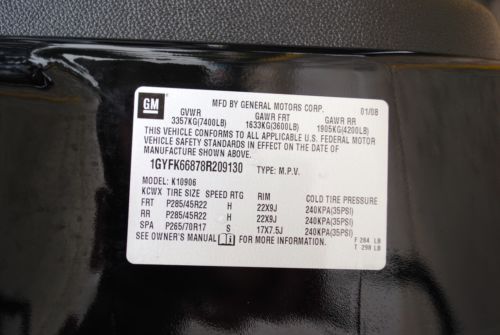 GM
MFD BY GENERAL MOTORS CORP. 01/08
GVWR GAWR FRT GAWR RR
3357KG(7400LB) 1633KG(3600LB) 1905KG(4200LB)
THIS VEHICLE CONFORMS TO ALL APPLICABLE U.S. FEDERAL MOTOR
VEHICLE SAFETY STANDARDS IN EFFECT ON THE DATE OF
MANUFACTURE SHOWN ABOVE.
1GYFK66878R209130 TYPE: M.P.V.
MODEL: K10906
KCWX TIRE SIZE SPEED RTG RIM COLD TIRE PRESSURE
FRT P285/45R22 H 22X9J 240KPA(35PSI)
RR P285/45R22 H 22X9J 240KPA(35PSI)
SPA P265/70R17 S 17X7.5J 240KPA(35PSI)
SEE OWNER'S MANUAL FOR MORE INFORMATION. F 284 LB
T 298 LB